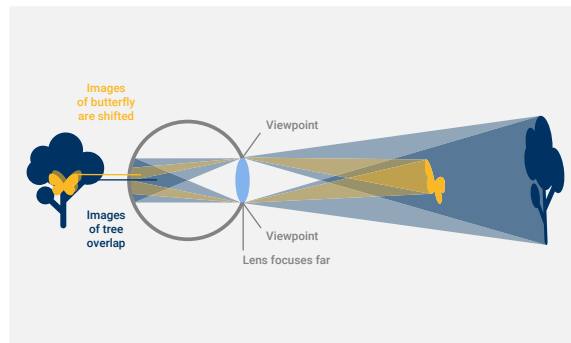 Images
of butterfly
are shifted
Viewpoint
Images
of tree
overlap
Viewpoint
Lens focuses far